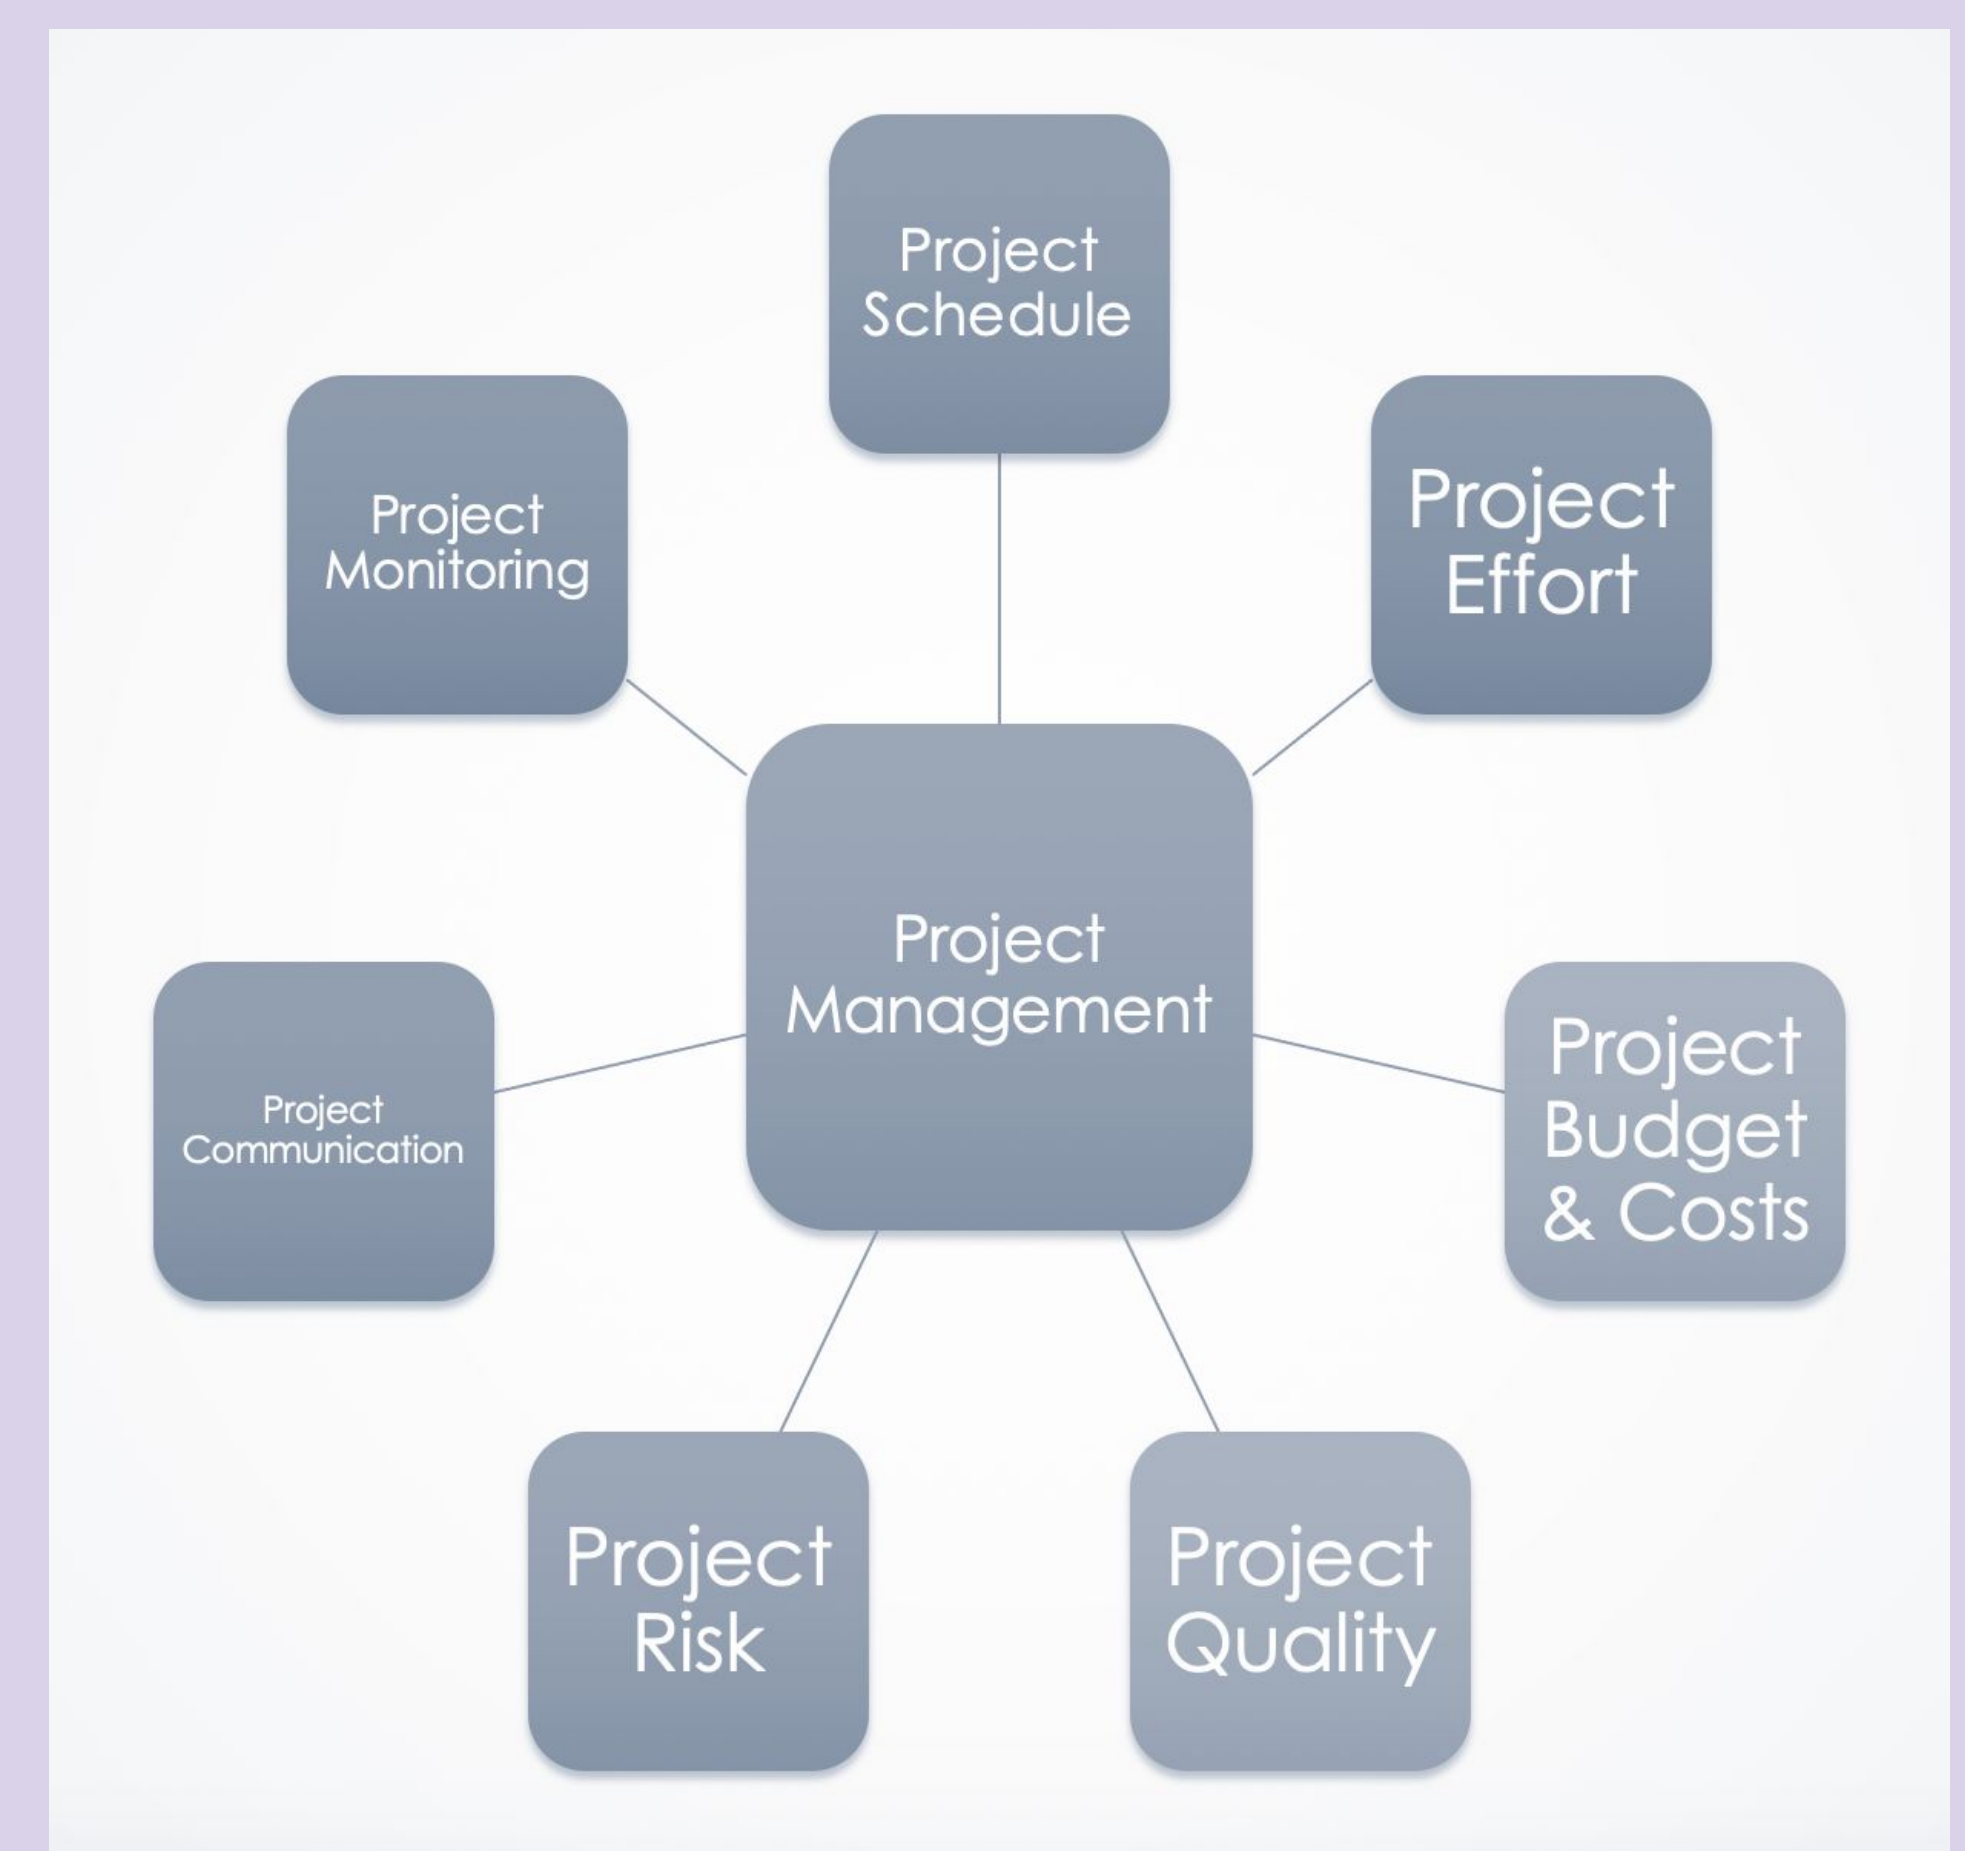 Project
Schedule
Project
Effort
Project
Budget
& Costs
Project
Quality
Project
Risk
Project
Communication
Project
Monitoring
Project
Management